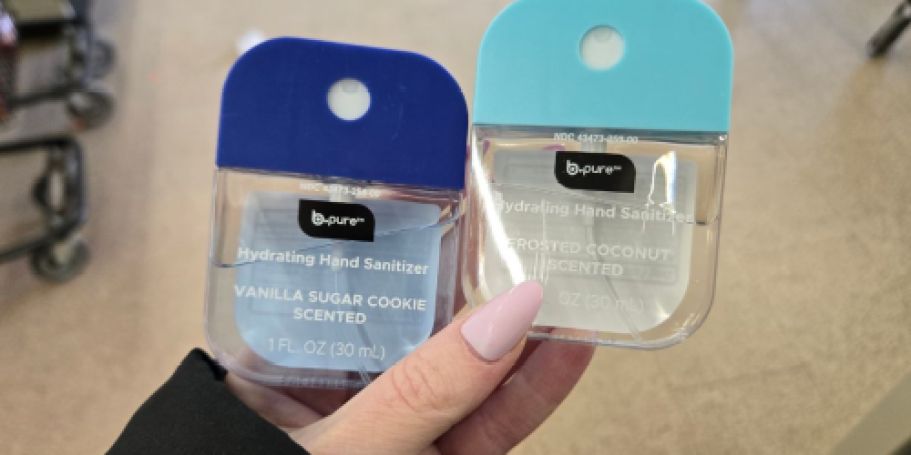 b.pure
Hydrating Hand Sanitizer
VANILLA SUGAR COOKIE
SCENTED
1 FL. OZ (30 mL)
b.pure
Hydrating Hand Sanitizer
FROSTED COCONUT
SCENTED
OZ (30 mL)